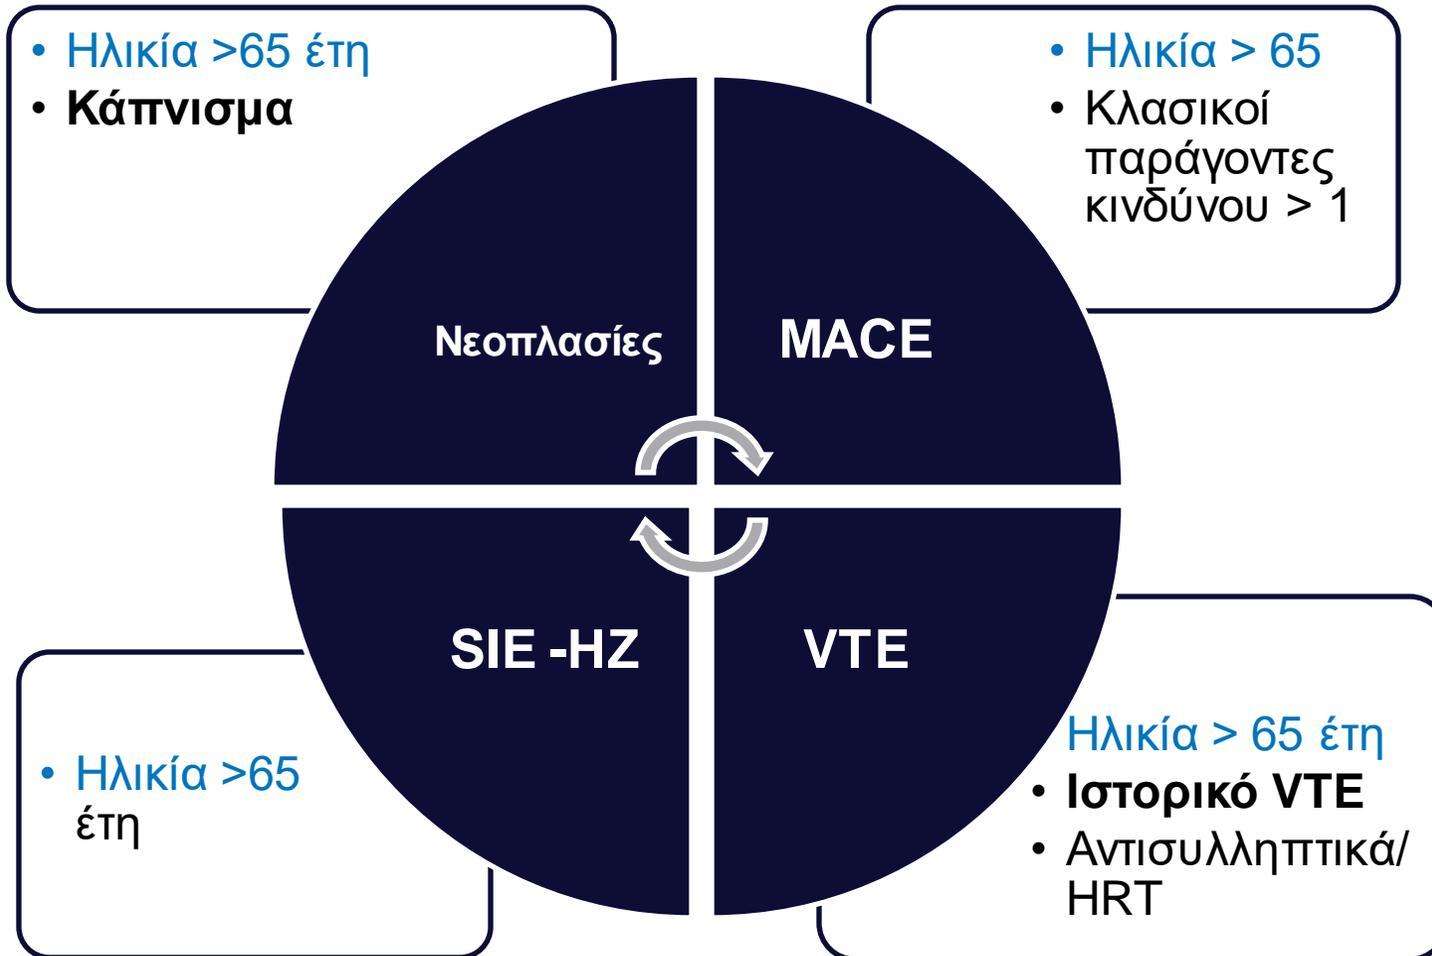 • Ηλικία >65 έτη
• Κάπνισμα
• Ηλικία > 65
• Κλασικοί
παράγοντες
κινδύνου > 1
Νεοπλασίες
MACE
SIE -HZ
VTE
• Ηλικία >65
έτη
Ηλικία > 65 έτη
• Ιστορικό VTE
• Αντισυλληπτικά/
HRT